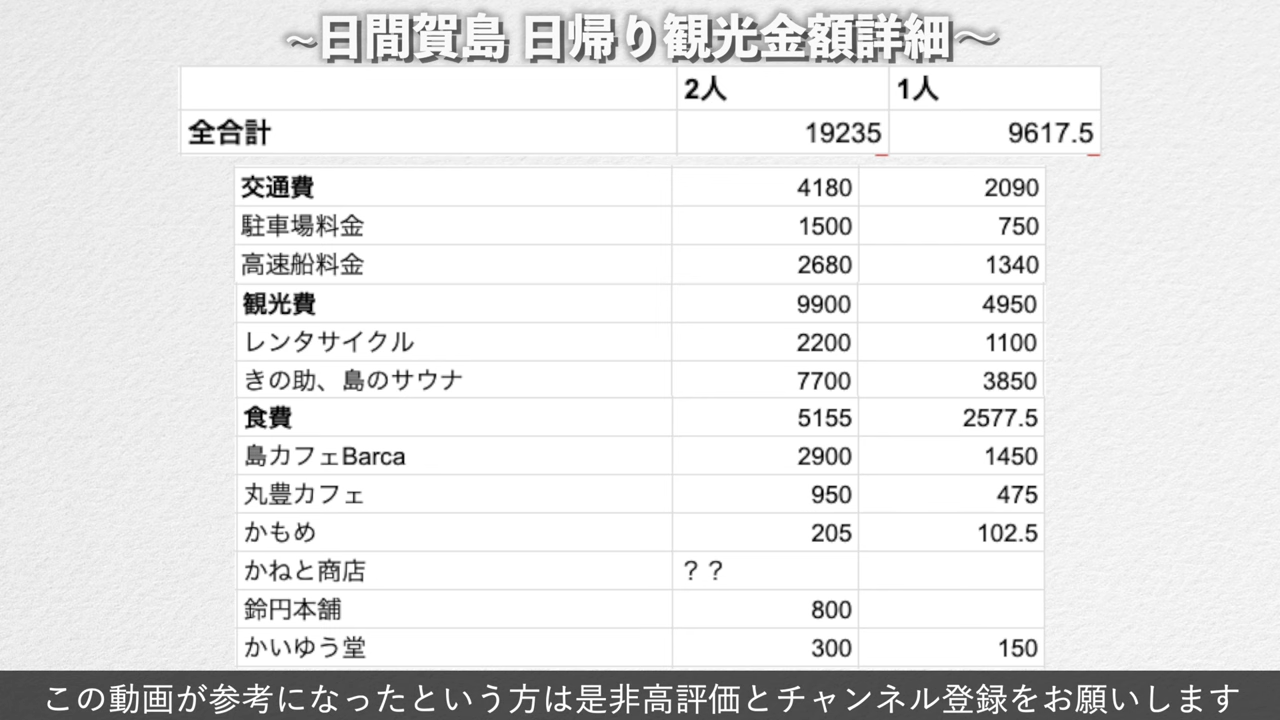 ~日間賀島 日帰り観光金額詳細~
2人 1人
全合計 19235 9617.5
交通費 4180 2090
駐車場料金 1500 750
高速船料金 2680 1340
観光費 9900 4950
レンタサイクル 2200 1100
きの助、島のサウナ 7700 3850
食費 5155 2577.5
島カフェBarca 2900 1450
丸豊カフェ 950 475
かもめ 205 102.5
かねと商店 ？？
鈴円本舗 800
かいゆう堂 300 150
この動画が参考になったという方は是非高評価とチャンネル登録をお願いします